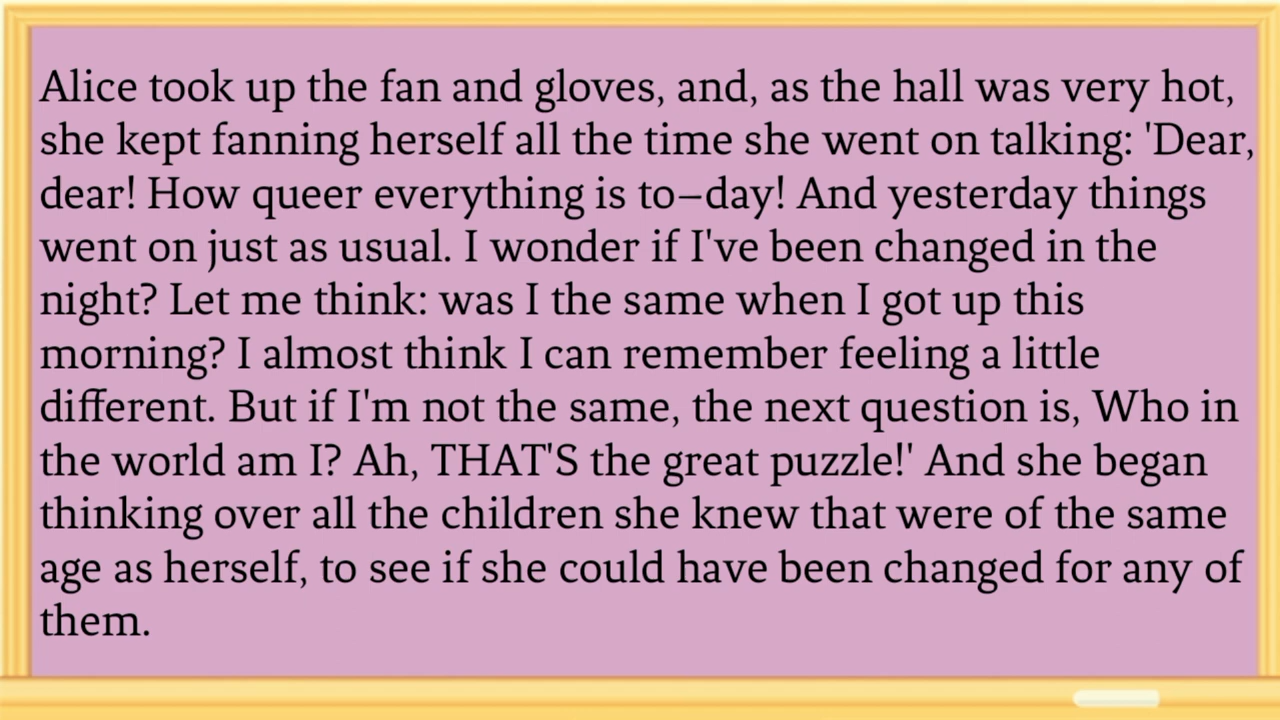 Alice took up the fan and gloves, and, as the hall was very hot,
she kept fanning herself all the time she went on talking: 'Dear,
dear! How queer everything is to–day! And yesterday things
went on just as usual. I wonder if I've been changed in the
night? Let me think: was I the same when I got up this
morning? I almost think I can remember feeling a little
different. But if I'm not the same, the next question is, Who in
the world am I? Ah, THAT'S the great puzzle!' And she began
thinking over all the children she knew that were of the same
age as herself, to see if she could have been changed for any of
them.